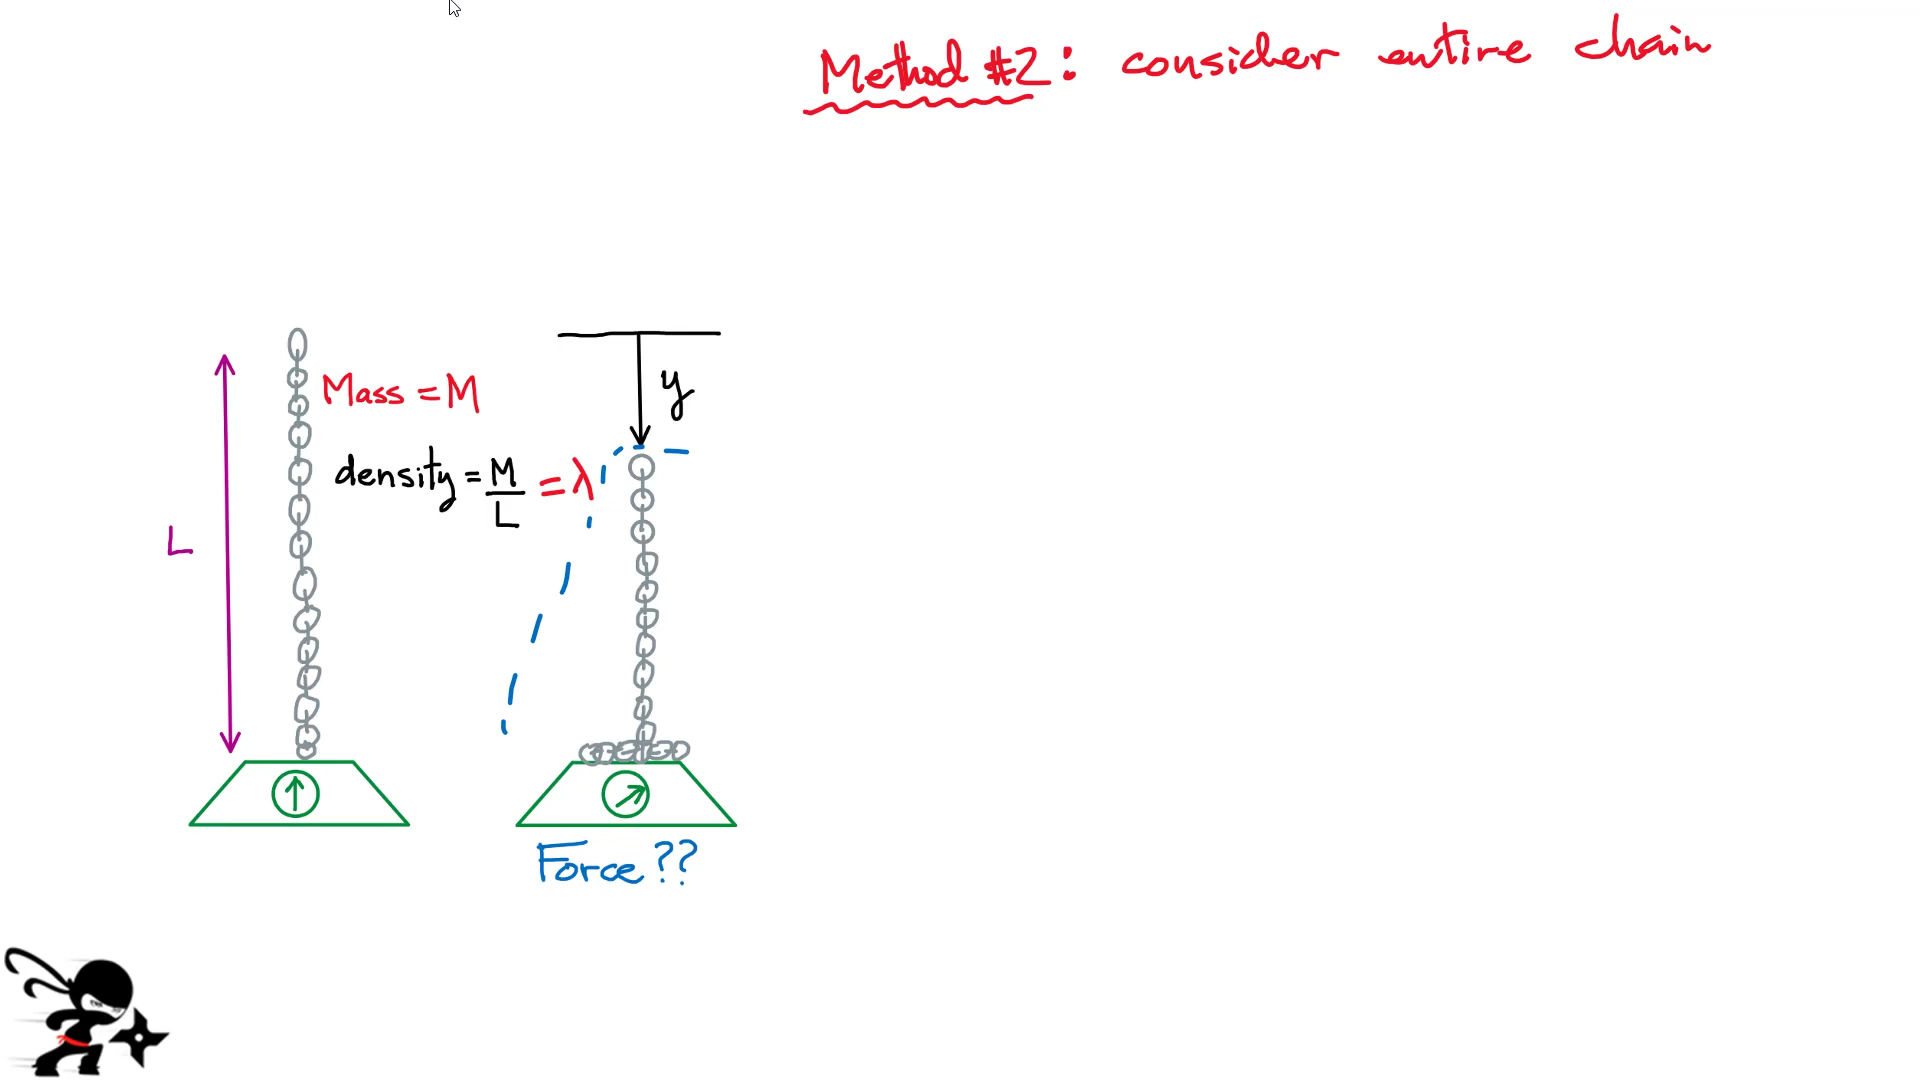 Method #2: consider entire chain
Mass = M
y
density = M/L = λ
L
Force??